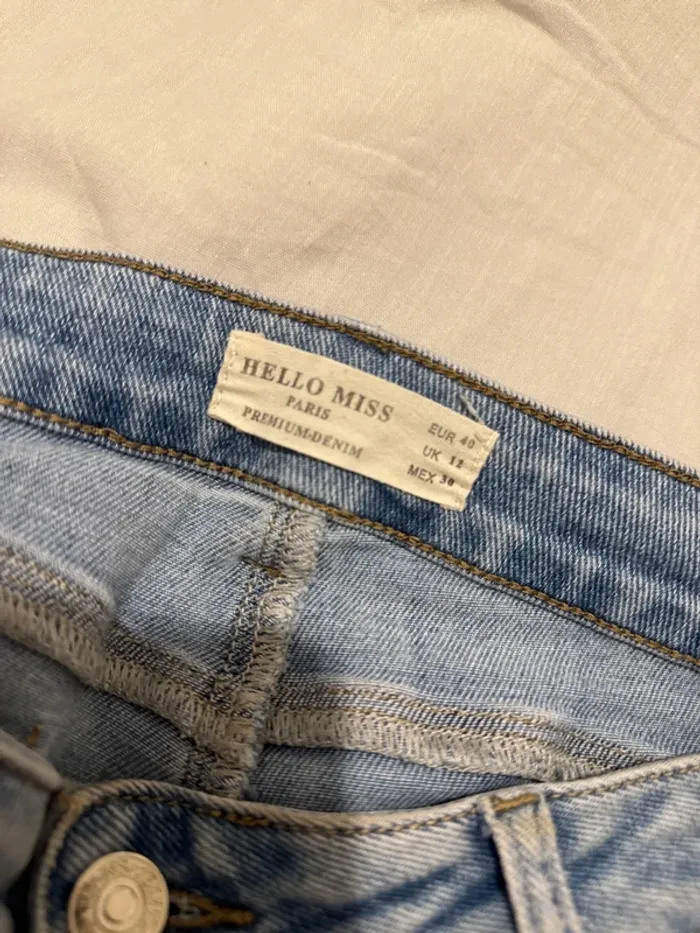 HELLO MISS
PARIS
PREMIUM-DENIM
EUR 40
UK 12
MEX 30